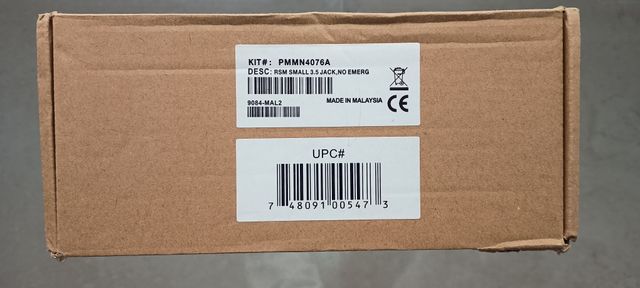 KIT#: PMMN4076A
DESC: RSM SMALL 3.5 JACK,NO EMERG
9084-MAL2
MADE IN MALAYSIA
CE
UPC#
7 48091 00547 3